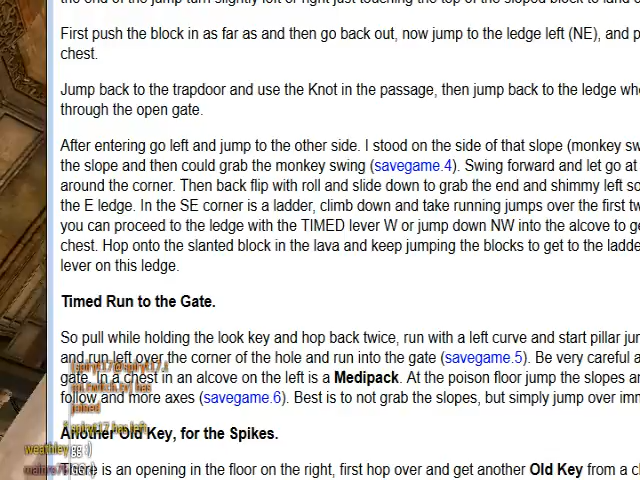 the end of the jump turn slightly left or right just touching the top of the sloped block to land o
First push the block in as far as and then go back out, now jump to the ledge left (NE), and p
chest.
Jump back to the trapdoor and use the Knot in the passage, then jump back to the ledge whe
through the open gate.
After entering go left and jump to the other side. I stood on the side of that slope (monkey sw
the slope and then could grab the monkey swing (savegame.4). Swing forward and let go at
around the corner. Then back flip with roll and slide down to grab the end and shimmy left so
the E ledge. In the SE corner is a ladder, climb down and take running jumps over the first tw
you can proceed to the ledge with the TIMED lever W or jump down NW into the alcove to ge
chest. Hop onto the slanted block in the lava and keep jumping the blocks to get to the ladde
lever on this ledge.
Timed Run to the Gate.
So pull while holding the look key and hop back twice, run with a left curve and start pillar jum
and run left over the corner of the hole and run into the gate (savegame.5). Be very careful a
gate. In a chest in an alcove on the left is a Medipack. At the poison floor jump the slopes an
follow and more axes (savegame.6). Best is to not grab the slopes, but simply jump over imm
joined
Another Old Key, for the Spikes.
* spiryt17 has left
weathley gg :)
There is an opening in the floor on the right, first hop over and get another Old Key from a c